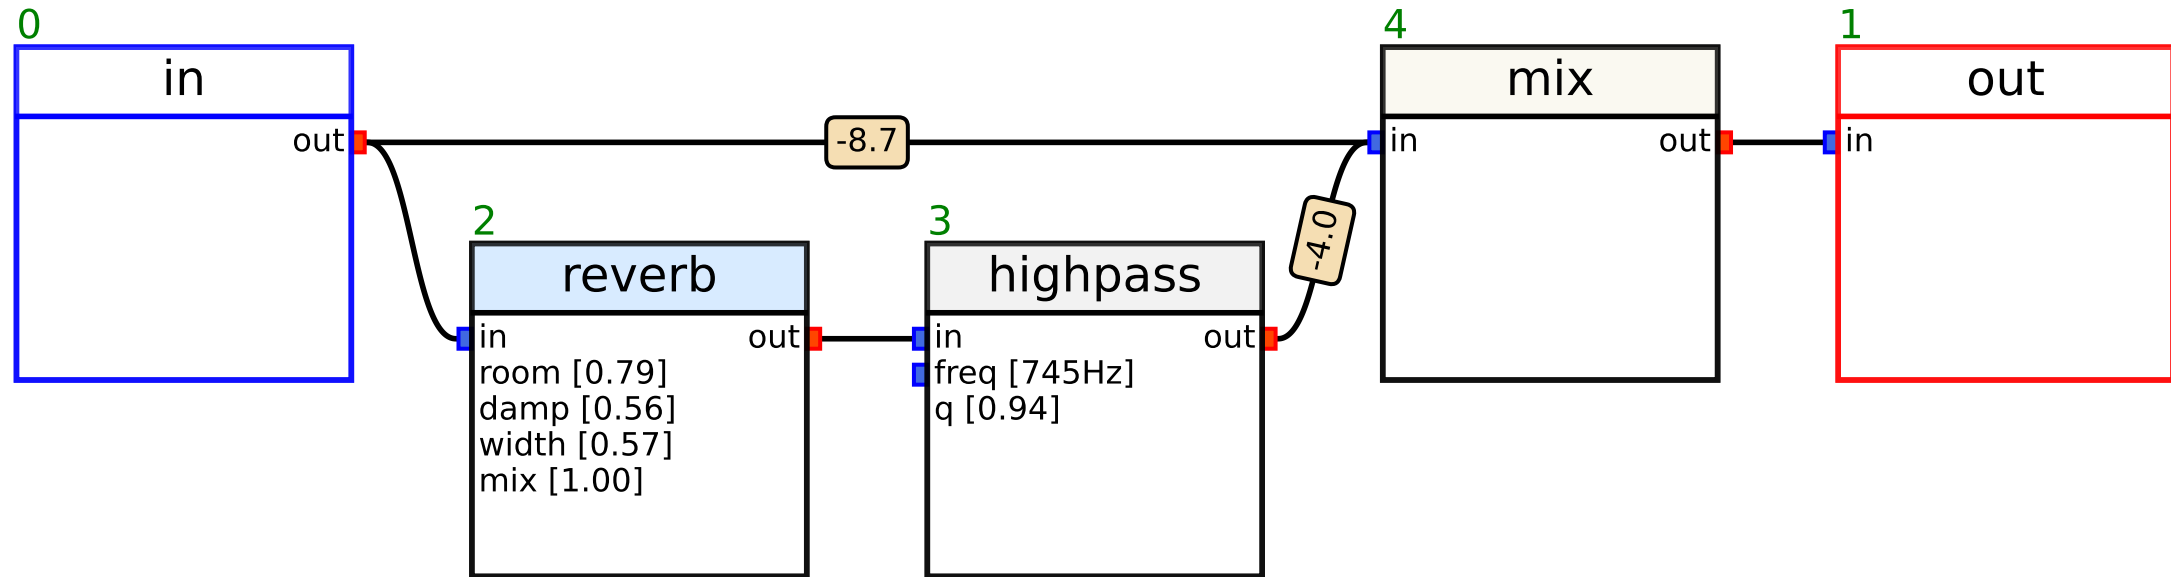 0
in
out
-8.7
2
reverb
in
out
room [0.79]
damp [0.56]
width [0.57]
mix [1.00]
3
highpass
in
out
freq [745Hz]
q [0.94]
-4.0
4
mix
in
out
1
out
in